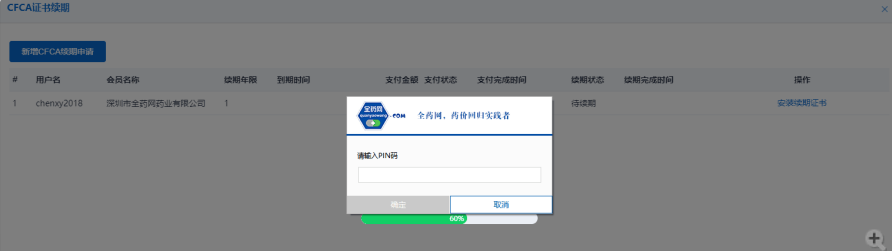 CFCA证书续期
新增CFCA续期申请
# 用户名 会员名称 续期年限 到期时间 支付金额 支付状态 支付完成时间 续期状态 续期完成时间 操作
1 chenxy2018 深圳市全药网药业有限公司 1 待续期 安装续期证书
全药网
quanyaowang
.COM 全药网，药价回归实践者
请输入PIN码
确定 取消
60%